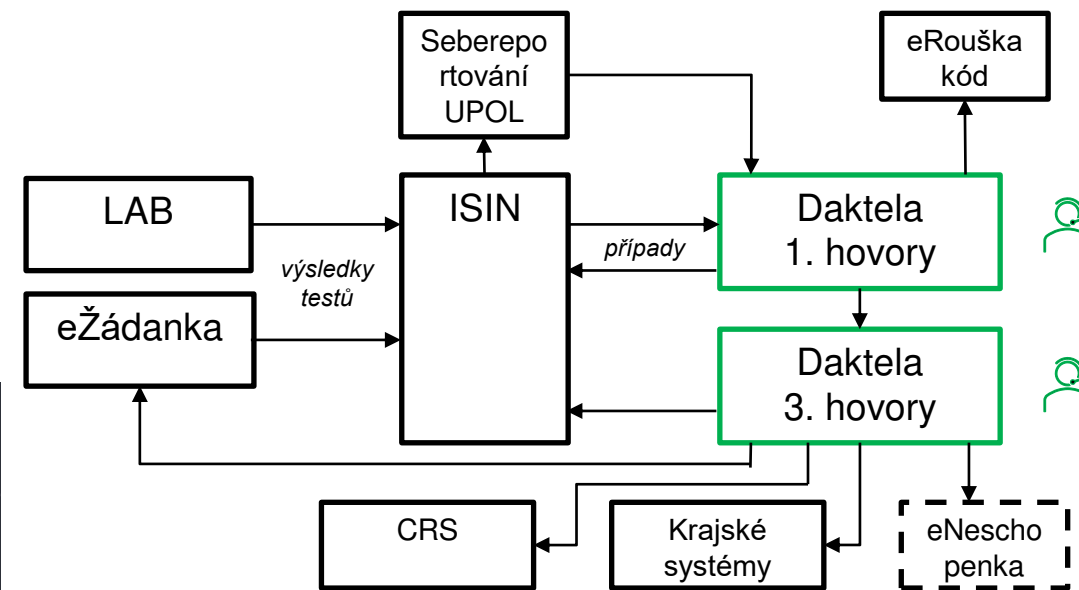 Seberepo
rtování
UPOL
eRouška
kód
LAB
ISIN
Daktela
1. hovory
výsledky
testů
případy
eŽádanka
Daktela
3. hovory
CRS
Krajské
systémy
eNescho
penka